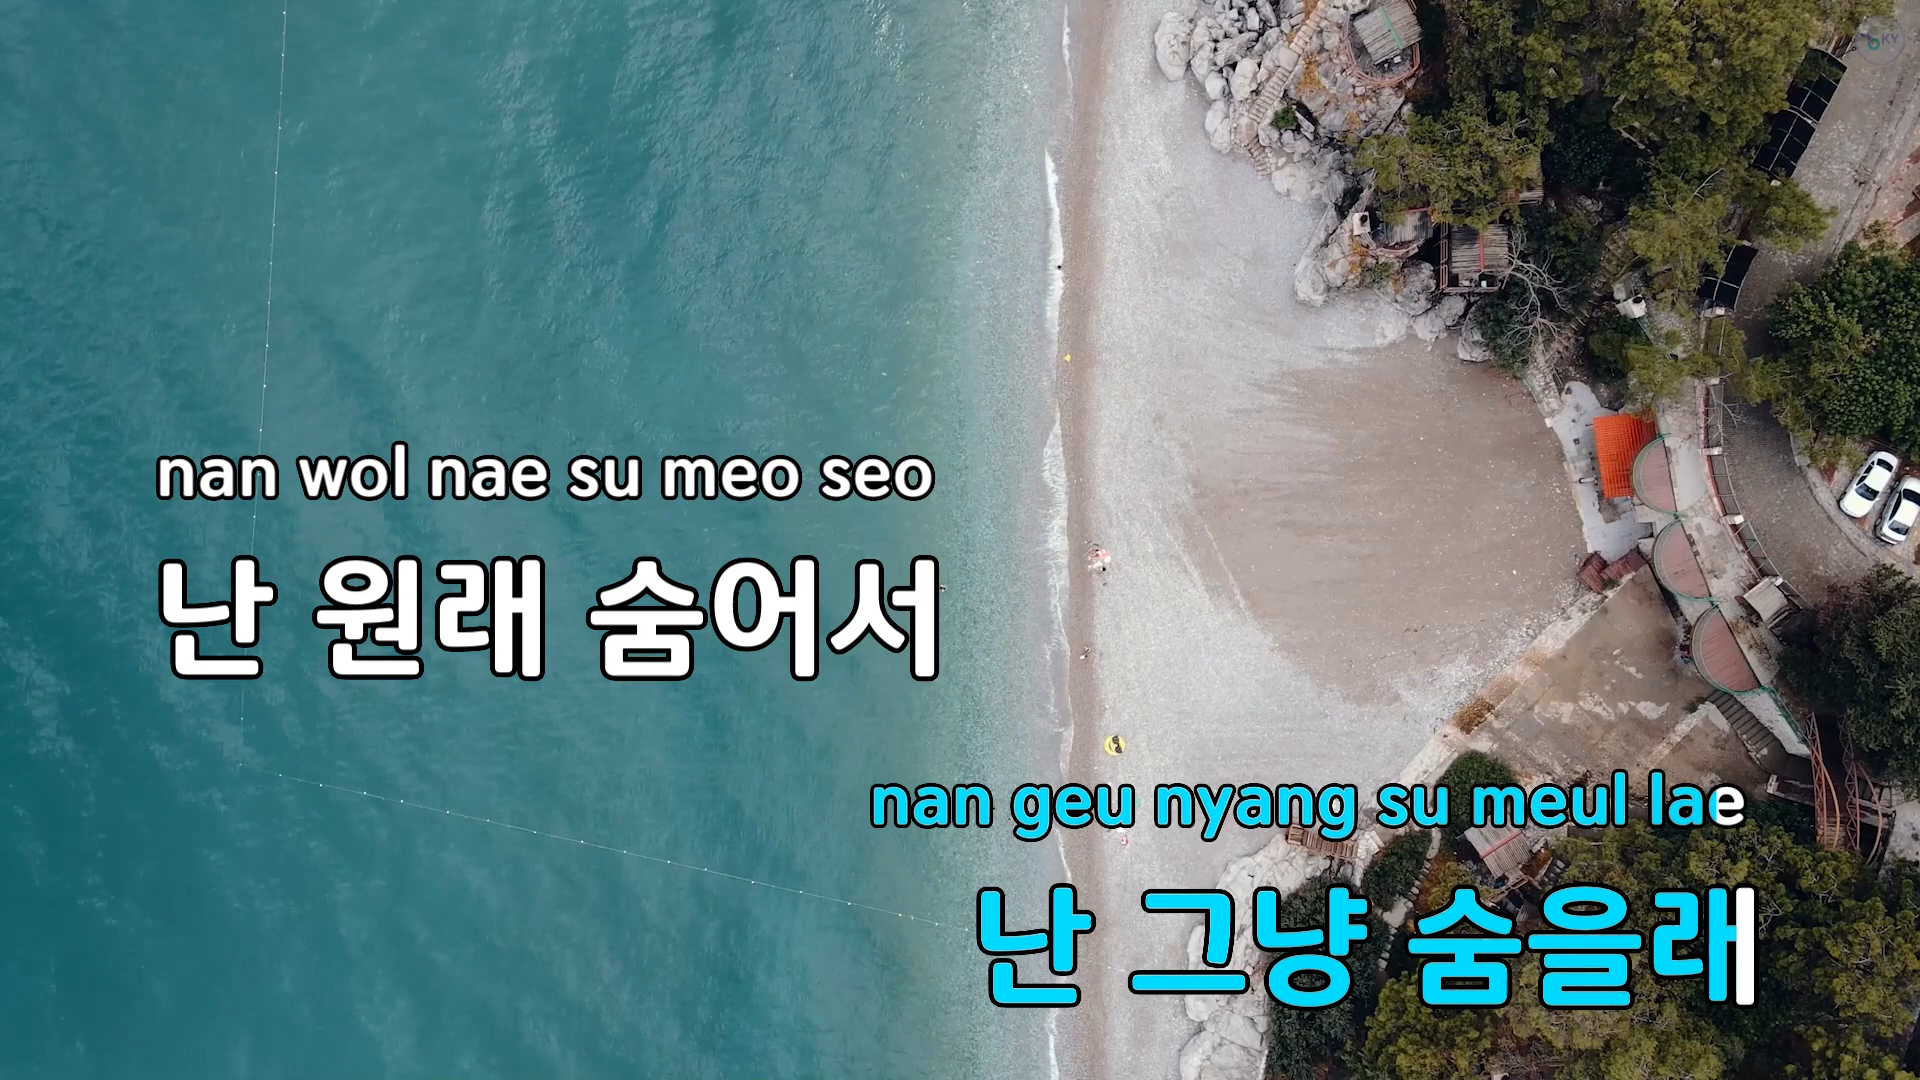 KY
nan wol nae su meo seo
난 원래 숨어서
nan geu nyang su meul lae
난 그냥 숨을래